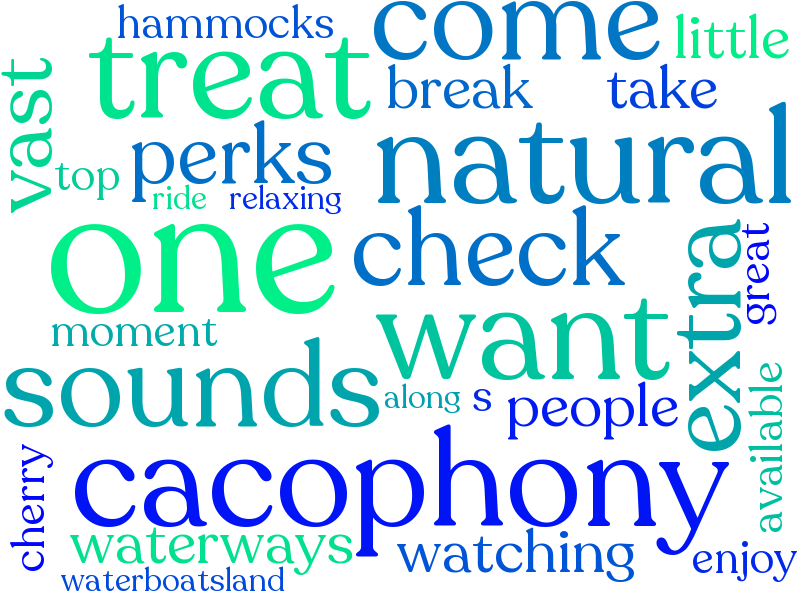 hammocks
come
little
treat
break
take
vast
perks
natural
top
ride
relaxing
one
check
extra
great
moment
want
sounds
along
s
people
available
cherry
cacophony
waterways
watching
enjoy
waterboatsland